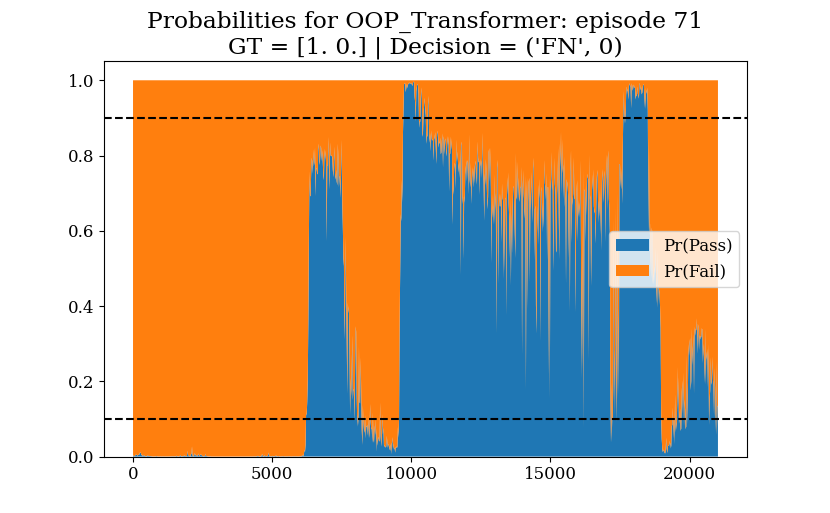 Probabilities for OOP_Transformer: episode 71
GT = [1. 0.] | Decision = ('FN', 0)
1.0
0.8
0.6
0.4
0.2
0.0
Pr(Pass)
Pr(Fail)
0
5000
10000
15000
20000